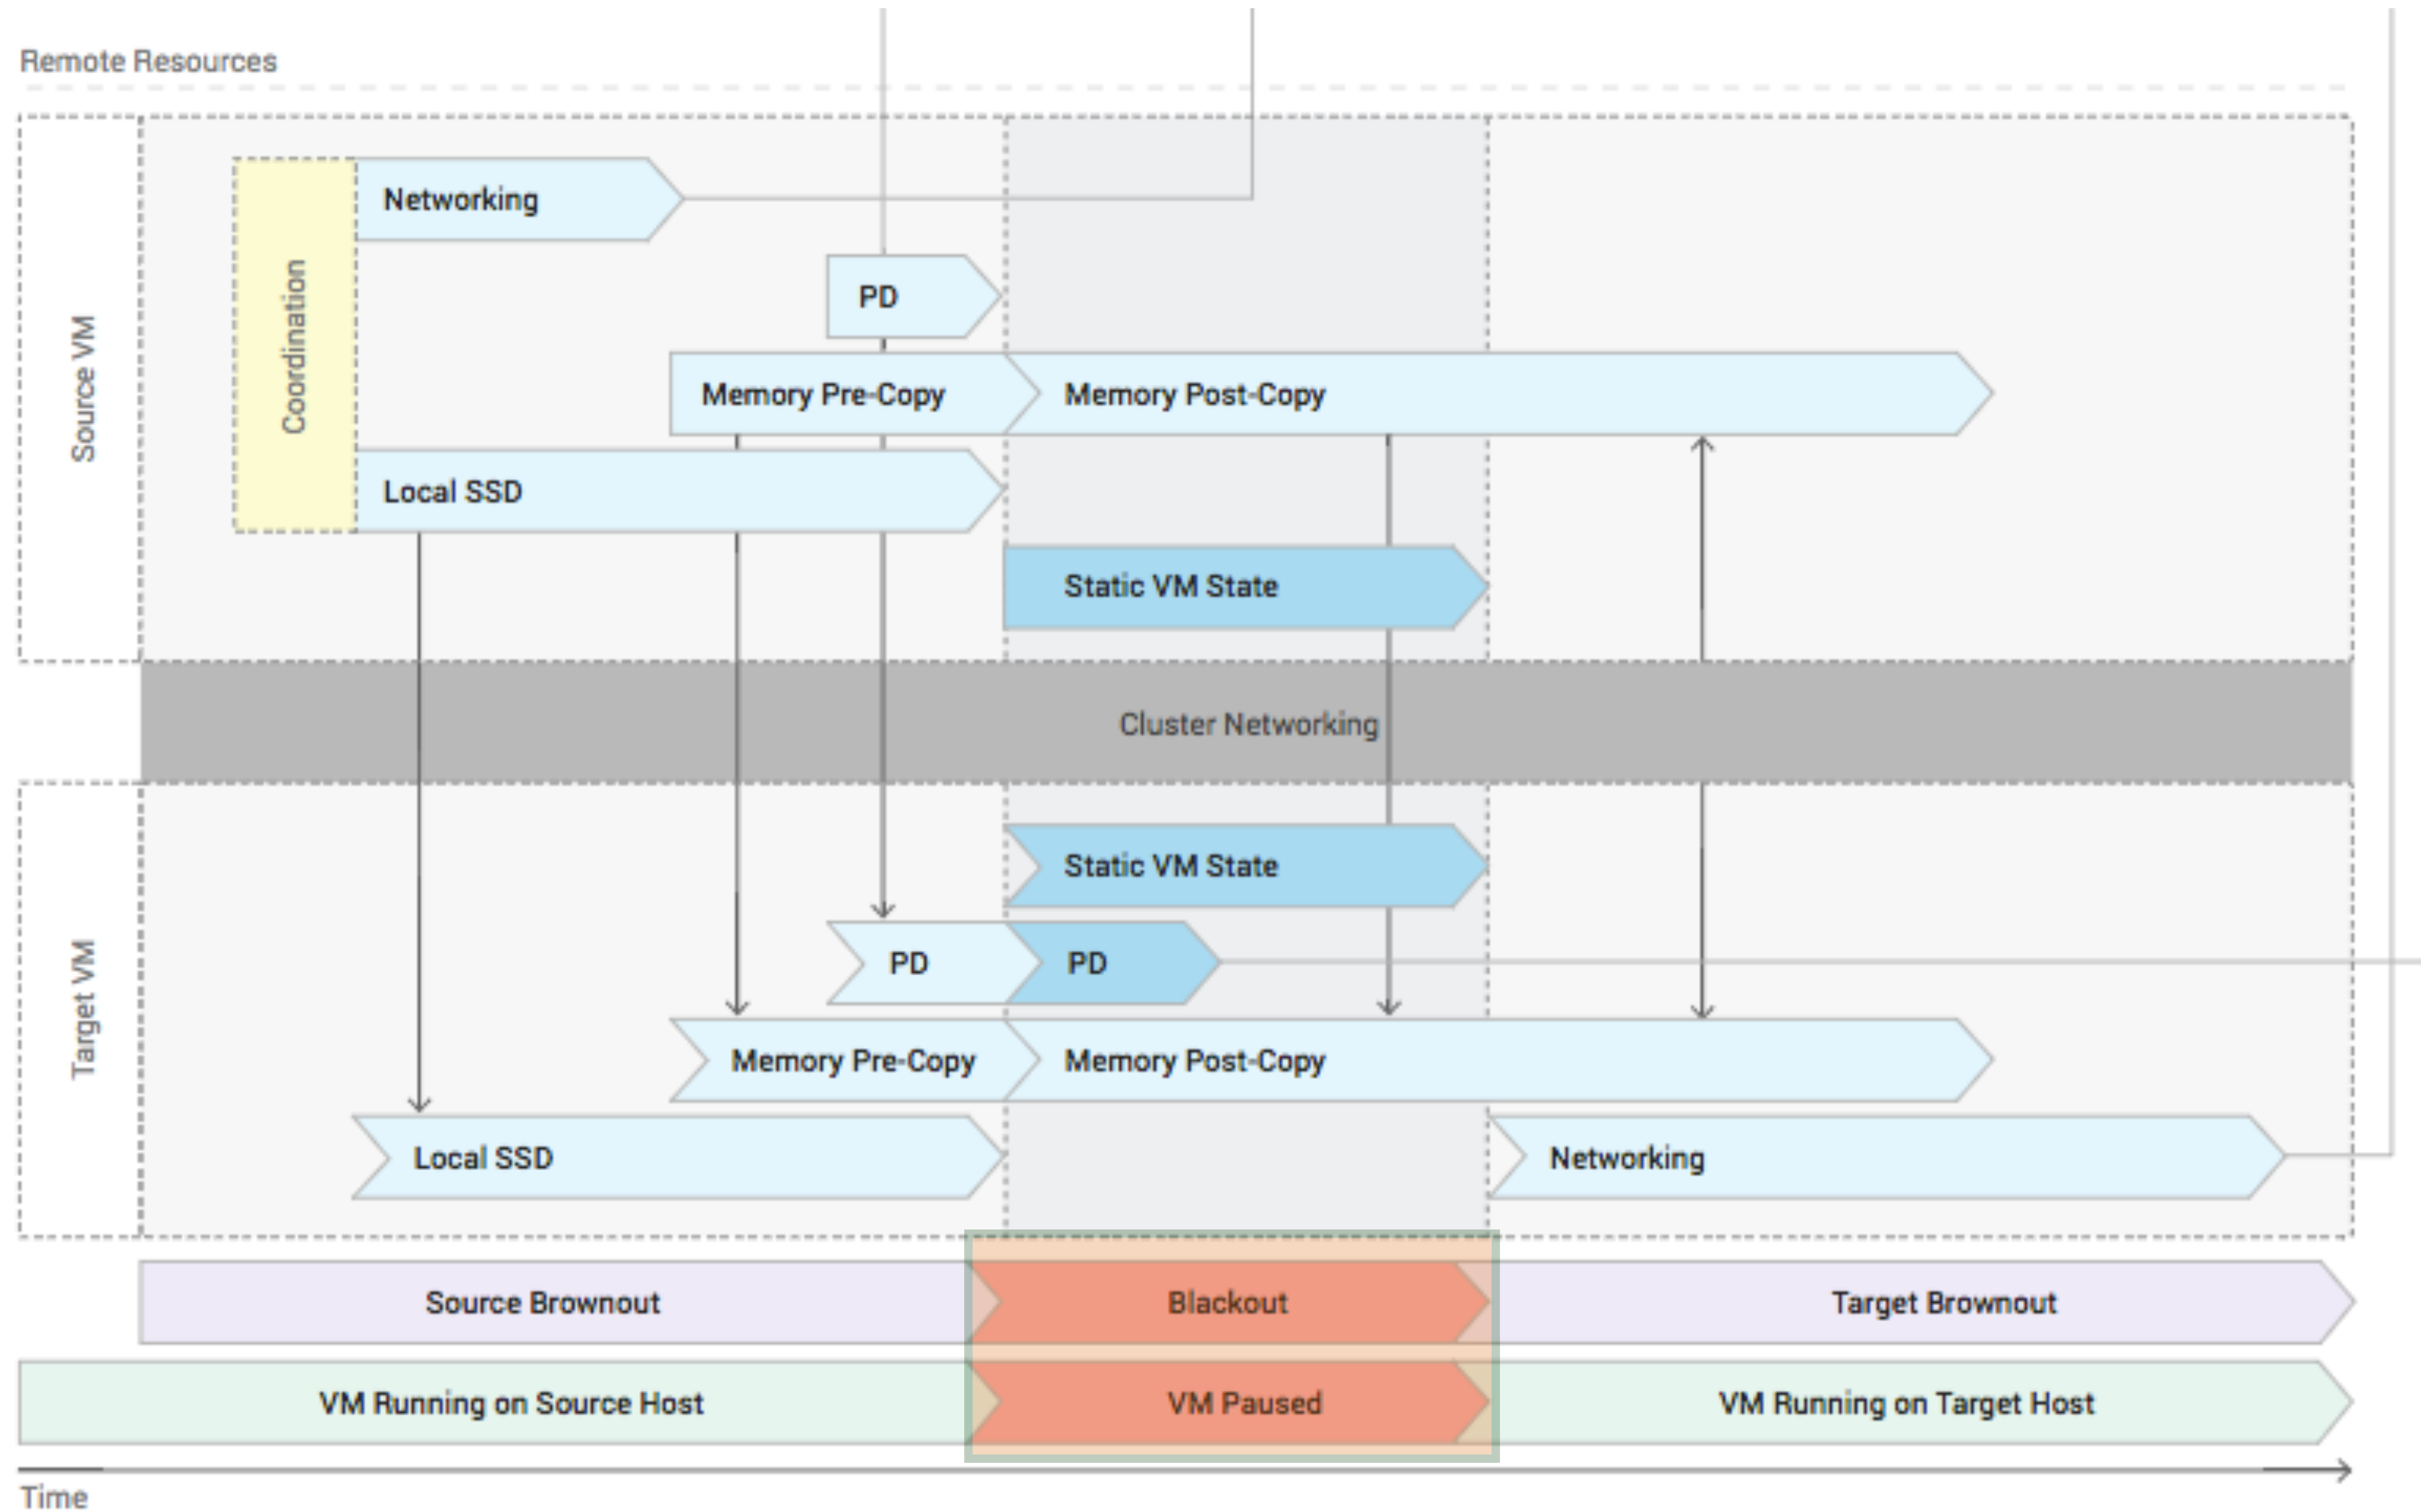 Remote Resources
Source VM
Coordination
Networking
PD
Memory Pre-Copy
Memory Post-Copy
Local SSD
Static VM State
Cluster Networking
Target VM
Static VM State
PD
PD
Memory Pre-Copy
Memory Post-Copy
Local SSD
Networking
Source Brownout
Blackout
Target Brownout
VM Running on Source Host
VM Paused
VM Running on Target Host
Time